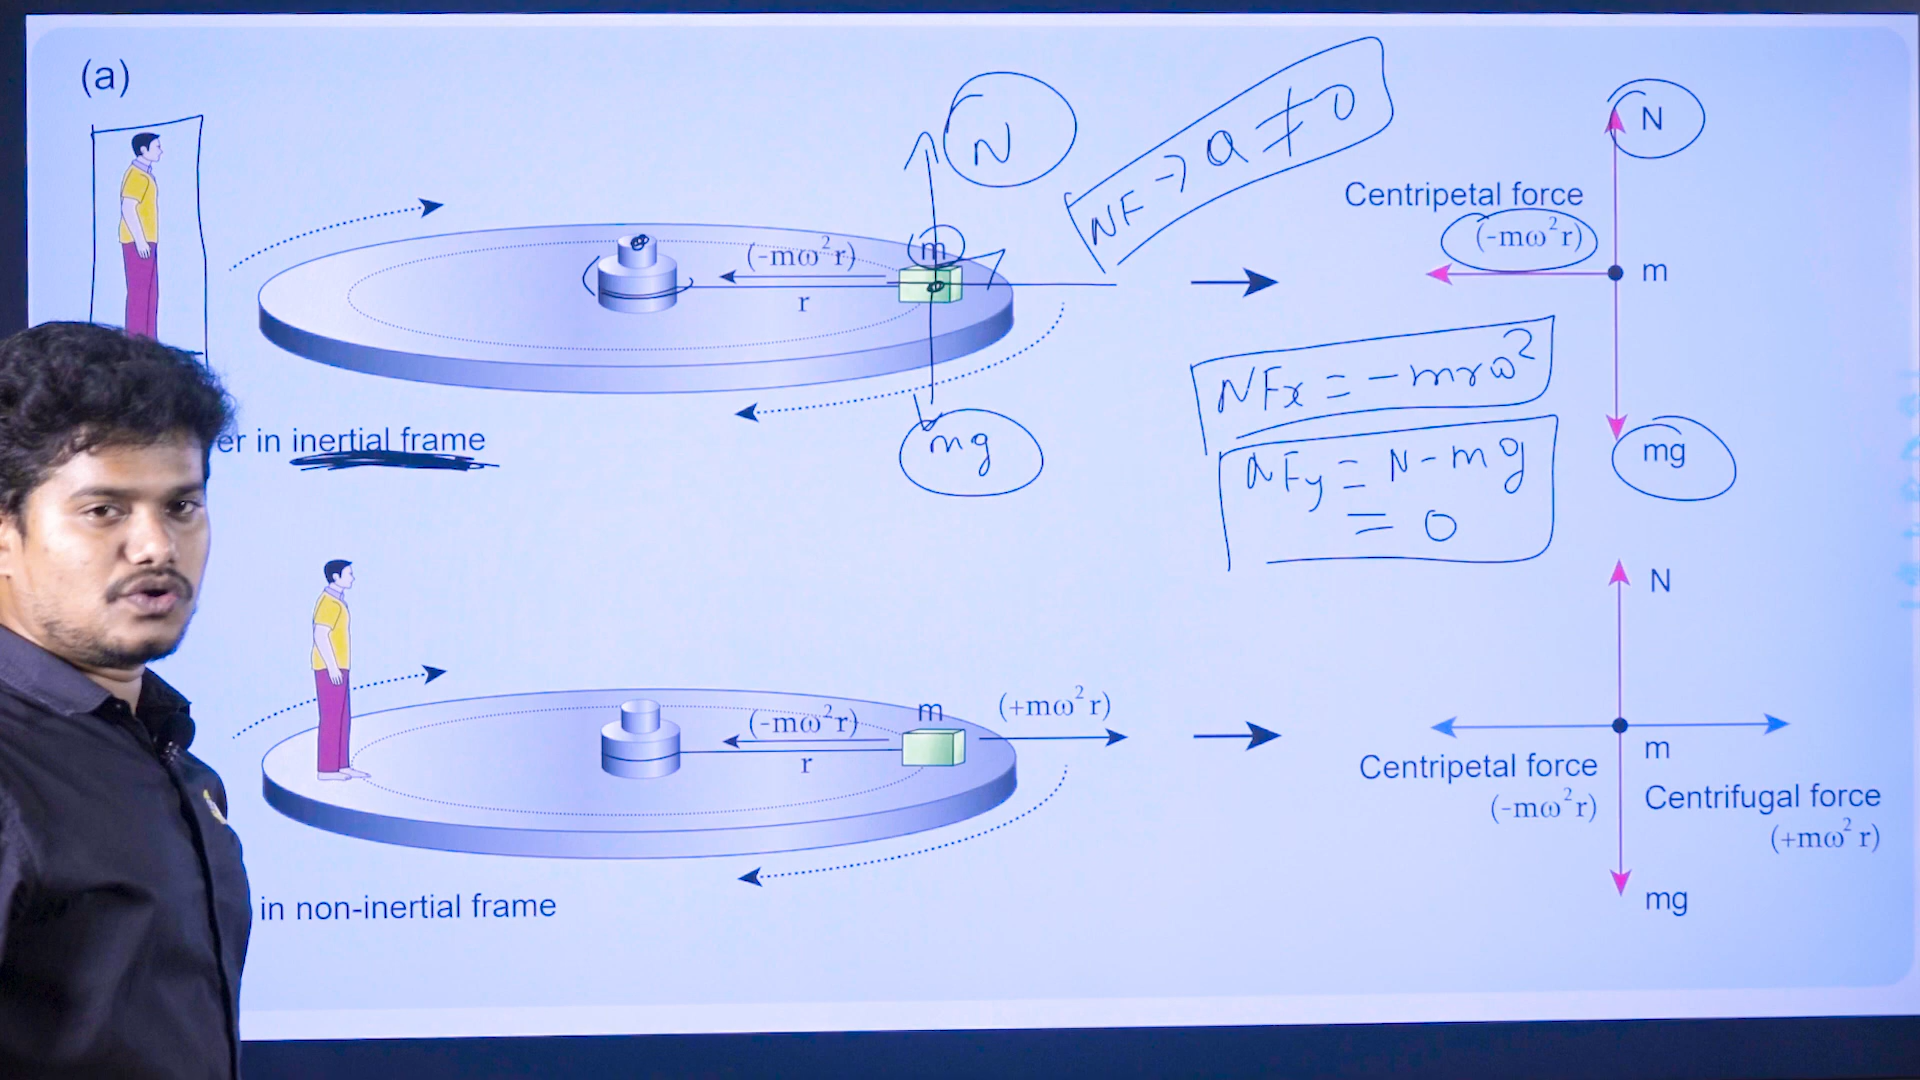 (a)
N
NF → a ≠ 0
N
Centripetal force
(-mω²r)
(-mω²r)
m
r
m
NFx = -mrω²
er in inertial frame
mg
NFy = N - mg
= 0
mg
N
(-mω²r)
m
(+mω²r)
r
m
Centripetal force
(-mω²r)
Centrifugal force
(+mω²r)
in non-inertial frame
mg